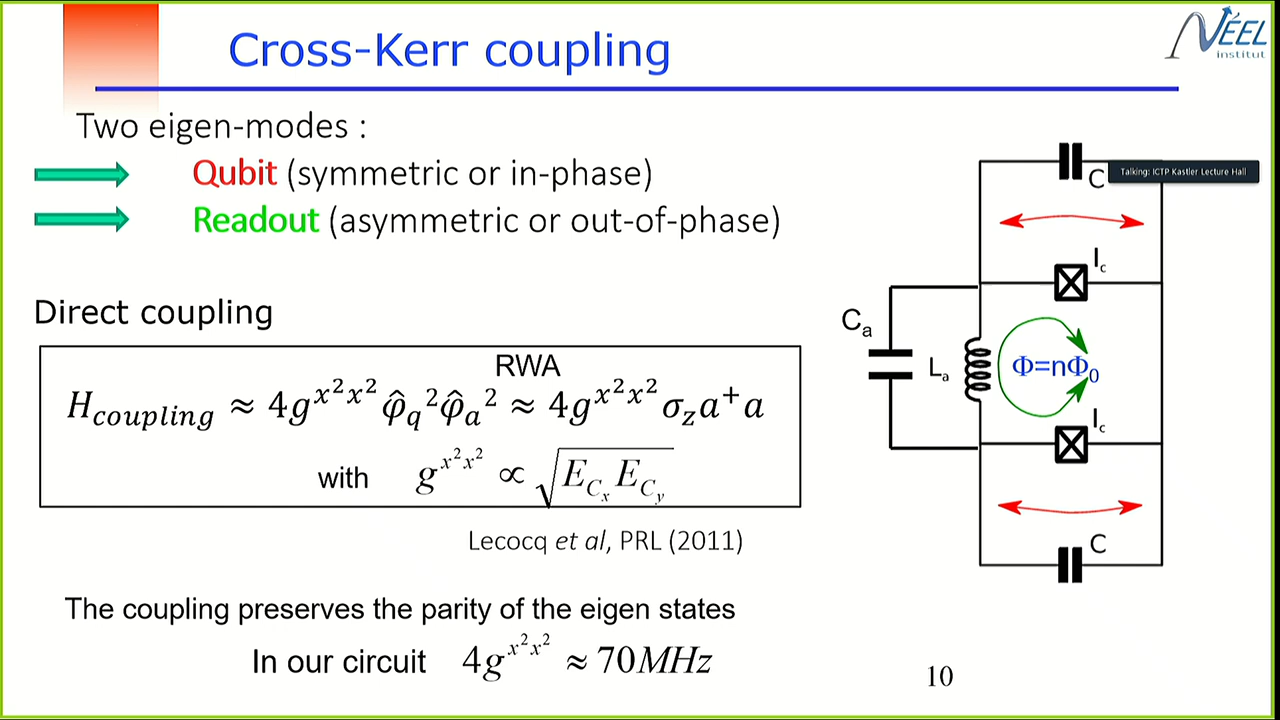 Cross-Kerr coupling
NÉEL
institut
Two eigen-modes :
Qubit (symmetric or in-phase)
Readout (asymmetric or out-of-phase)
Direct coupling
RWA
H_{coupling} ≈ 4g^{x²x²} φ̂_q² φ̂_a² ≈ 4g^{x²x²} σ_z a⁺a
with g^{x²x²} ∝ √(E_{C_x} E_{C_y})
Lecocq et al, PRL (2011)
The coupling preserves the parity of the eigen states
In our circuit 4g^{x²x²} ≈ 70MHz
C
Talking: ICTP Kastler Lecture Hall
I_c
C_a
L_a
Φ=nΦ₀
I_c
C
10